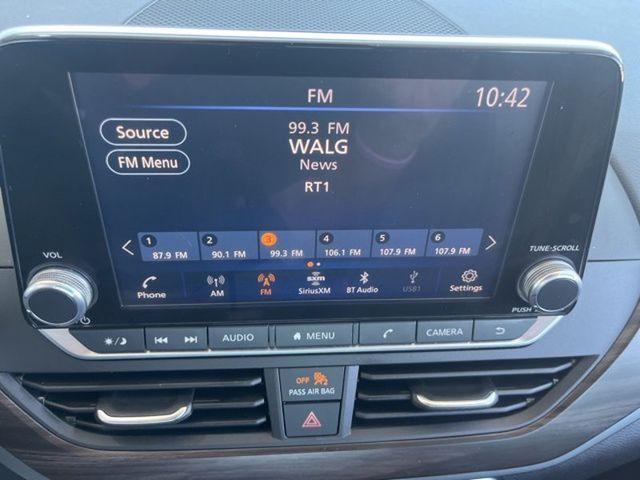 FM
10:42
Source
FM Menu
99.3 FM
WALG
News
RT1
1 87.9 FM
2 90.1 FM
3 99.3 FM
4 106.1 FM
5 107.9 FM
6 107.9 FM
Phone
AM
FM
sxm
SiriusXM
BT Audio
USB1
Settings
VOL
TUNE·SCROLL
PUSH
AUDIO
MENU
CAMERA
OFF
PASS AIR BAG